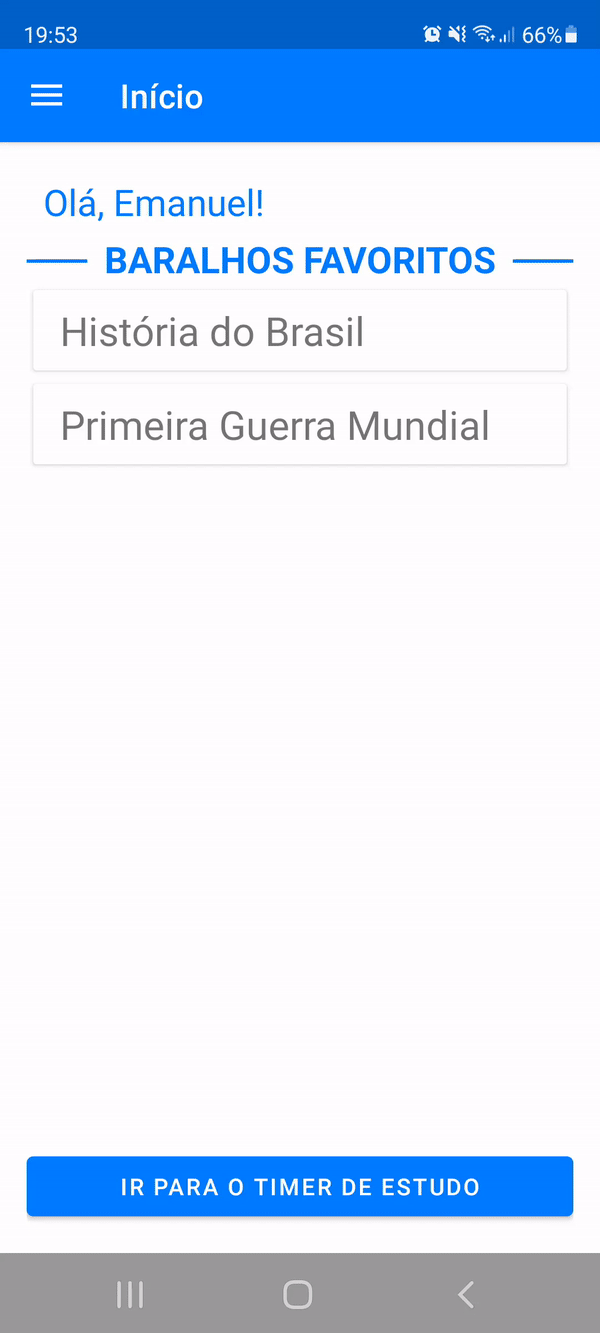 19:53
66%
Início
Olá, Emanuel!
BARALHOS FAVORITOS
História do Brasil
Primeira Guerra Mundial
IR PARA O TIMER DE ESTUDO